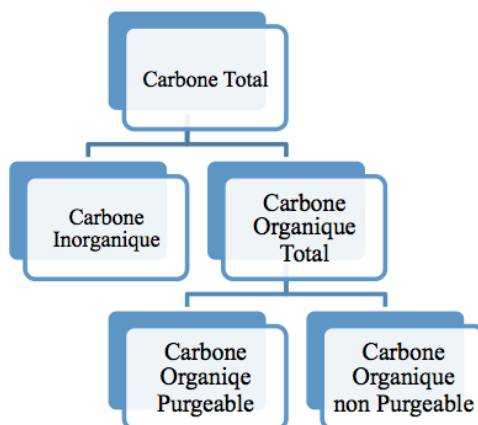 Carbone Total
Carbone
Inorganique
Carbone
Organique
Total
Carbone
Organiqe
Purgeable
Carbone
Organique
non Purgeable